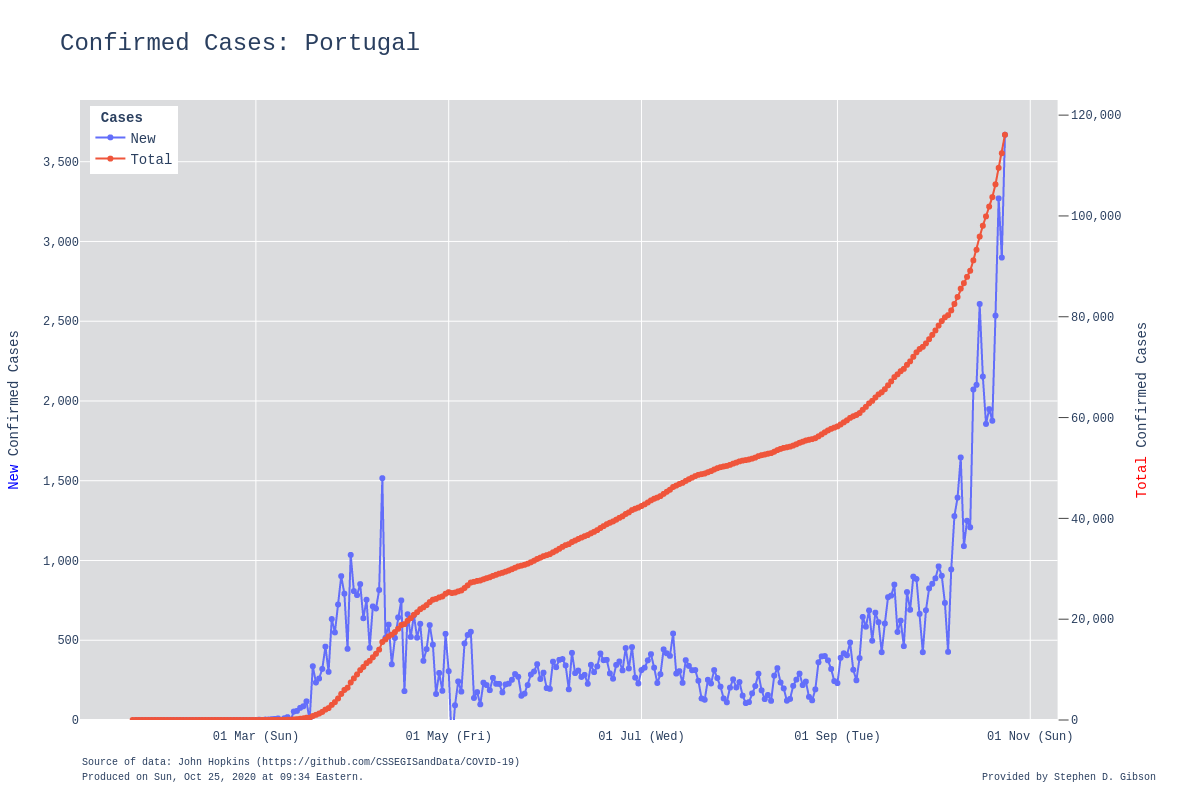 Confirmed Cases: Portugal
Cases
New
Total
3,500
3,000
2,500
2,000
1,500
1,000
500
0
120,000
100,000
80,000
60,000
40,000
20,000
0
New Confirmed Cases
Total Confirmed Cases
01 Mar (Sun)
01 May (Fri)
01 Jul (Wed)
01 Sep (Tue)
01 Nov (Sun)
Source of data: John Hopkins (https://github.com/CSSEGISandData/COVID-19)
Produced on Sun, Oct 25, 2020 at 09:34 Eastern.
Provided by Stephen D. Gibson